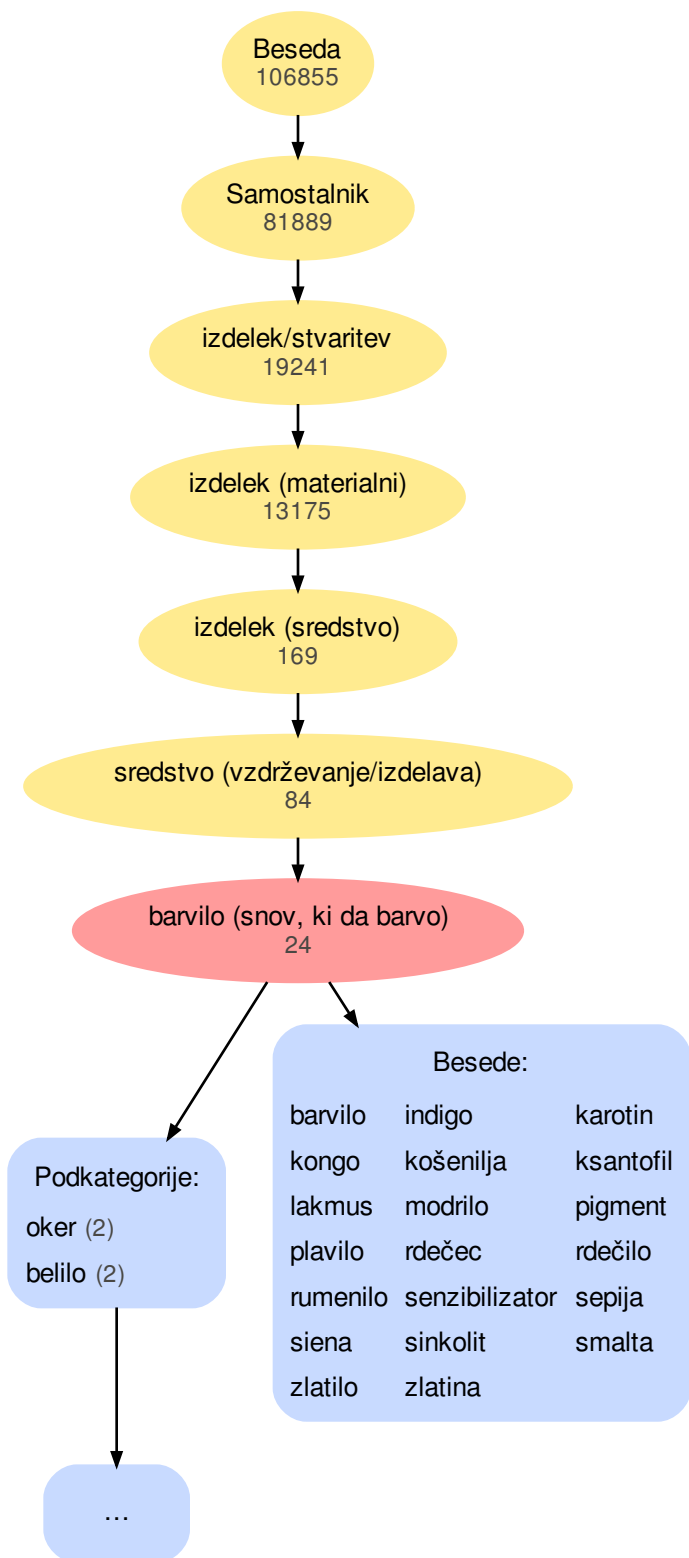 Beseda
106855
Samostalnik
81889
izdelek/stvaritev
19241
izdelek (materialni)
13175
izdelek (sredstvo)
169
sredstvo (vzdrževanje/izdelava)
84
barvilo (snov, ki da barvo)
24
Podkategorije:
oker (2)
belilo (2)
...
Besede:
barvilo indigo karotin
kongo košenilja ksantofil
lakmus modrilo pigment
plavilo rdečec rdečilo
rumenilo senzibilizator sepija
siena sinkolit smalta
zlatilo zlatina